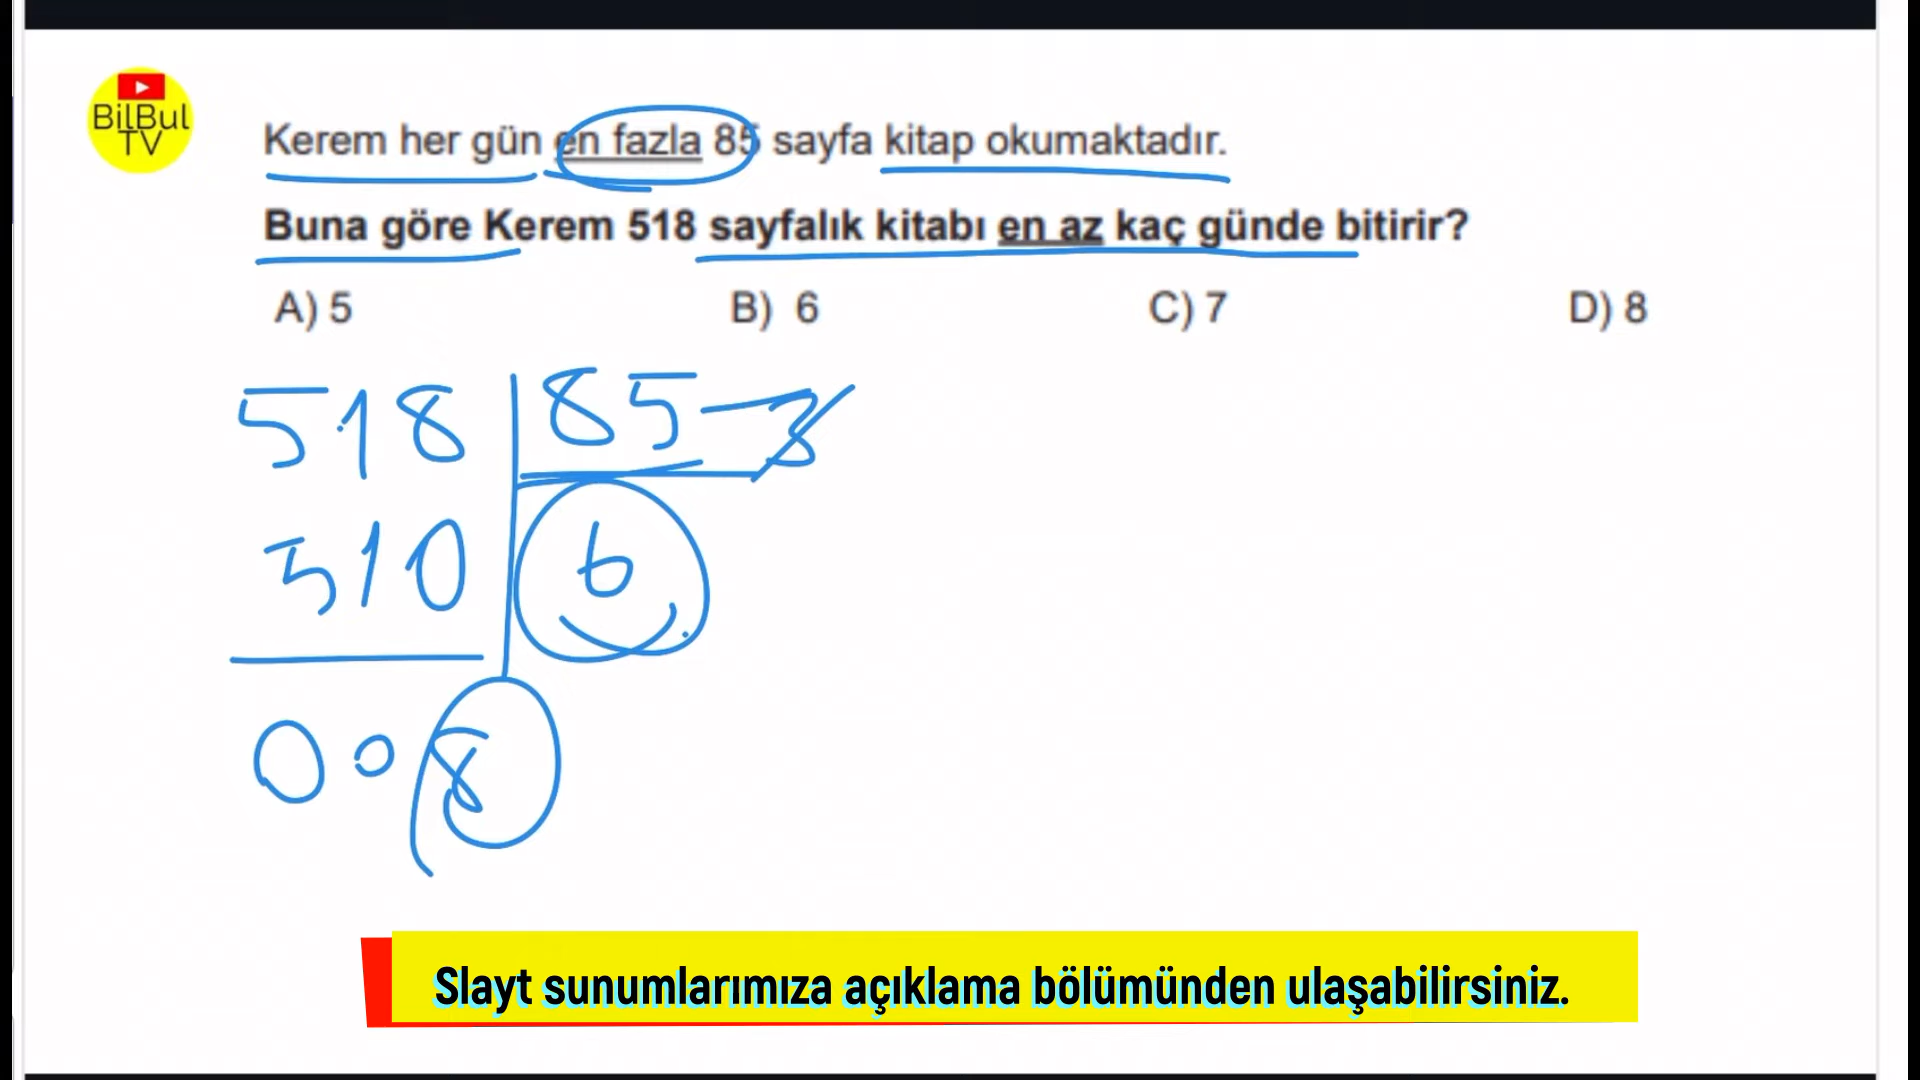 BilBul
TV
Kerem her gün en fazla 85 sayfa kitap okumaktadır.
Buna göre Kerem 518 sayfalık kitabı en az kaç günde bitirir?
A) 5 B) 6 C) 7 D) 8
518 85
510 6
008
Slayt sunumlarımıza açıklama bölümünden ulaşabilirsiniz.